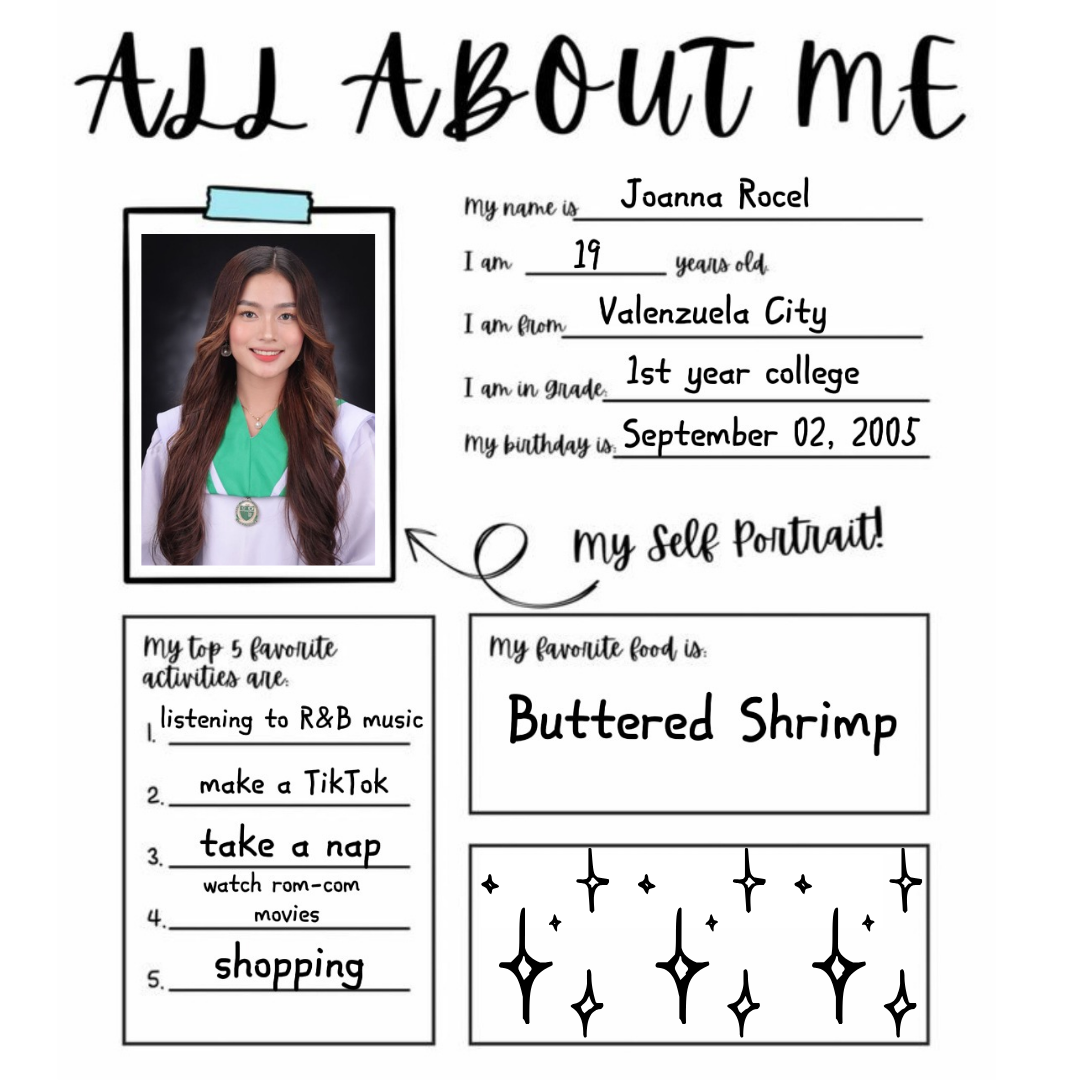 ALL ABOUT ME
My name is Joanna Rocel
I am 19 years old.
I am from Valenzuela City
I am in grade: 1st year college
My birthday is: September 02, 2005
My Self Portrait!
My top 5 favorite
activities are:
1. listening to R&B music
2. make a TikTok
3. take a nap
4. watch rom-com
movies
5. shopping
My favorite food is:
Buttered Shrimp